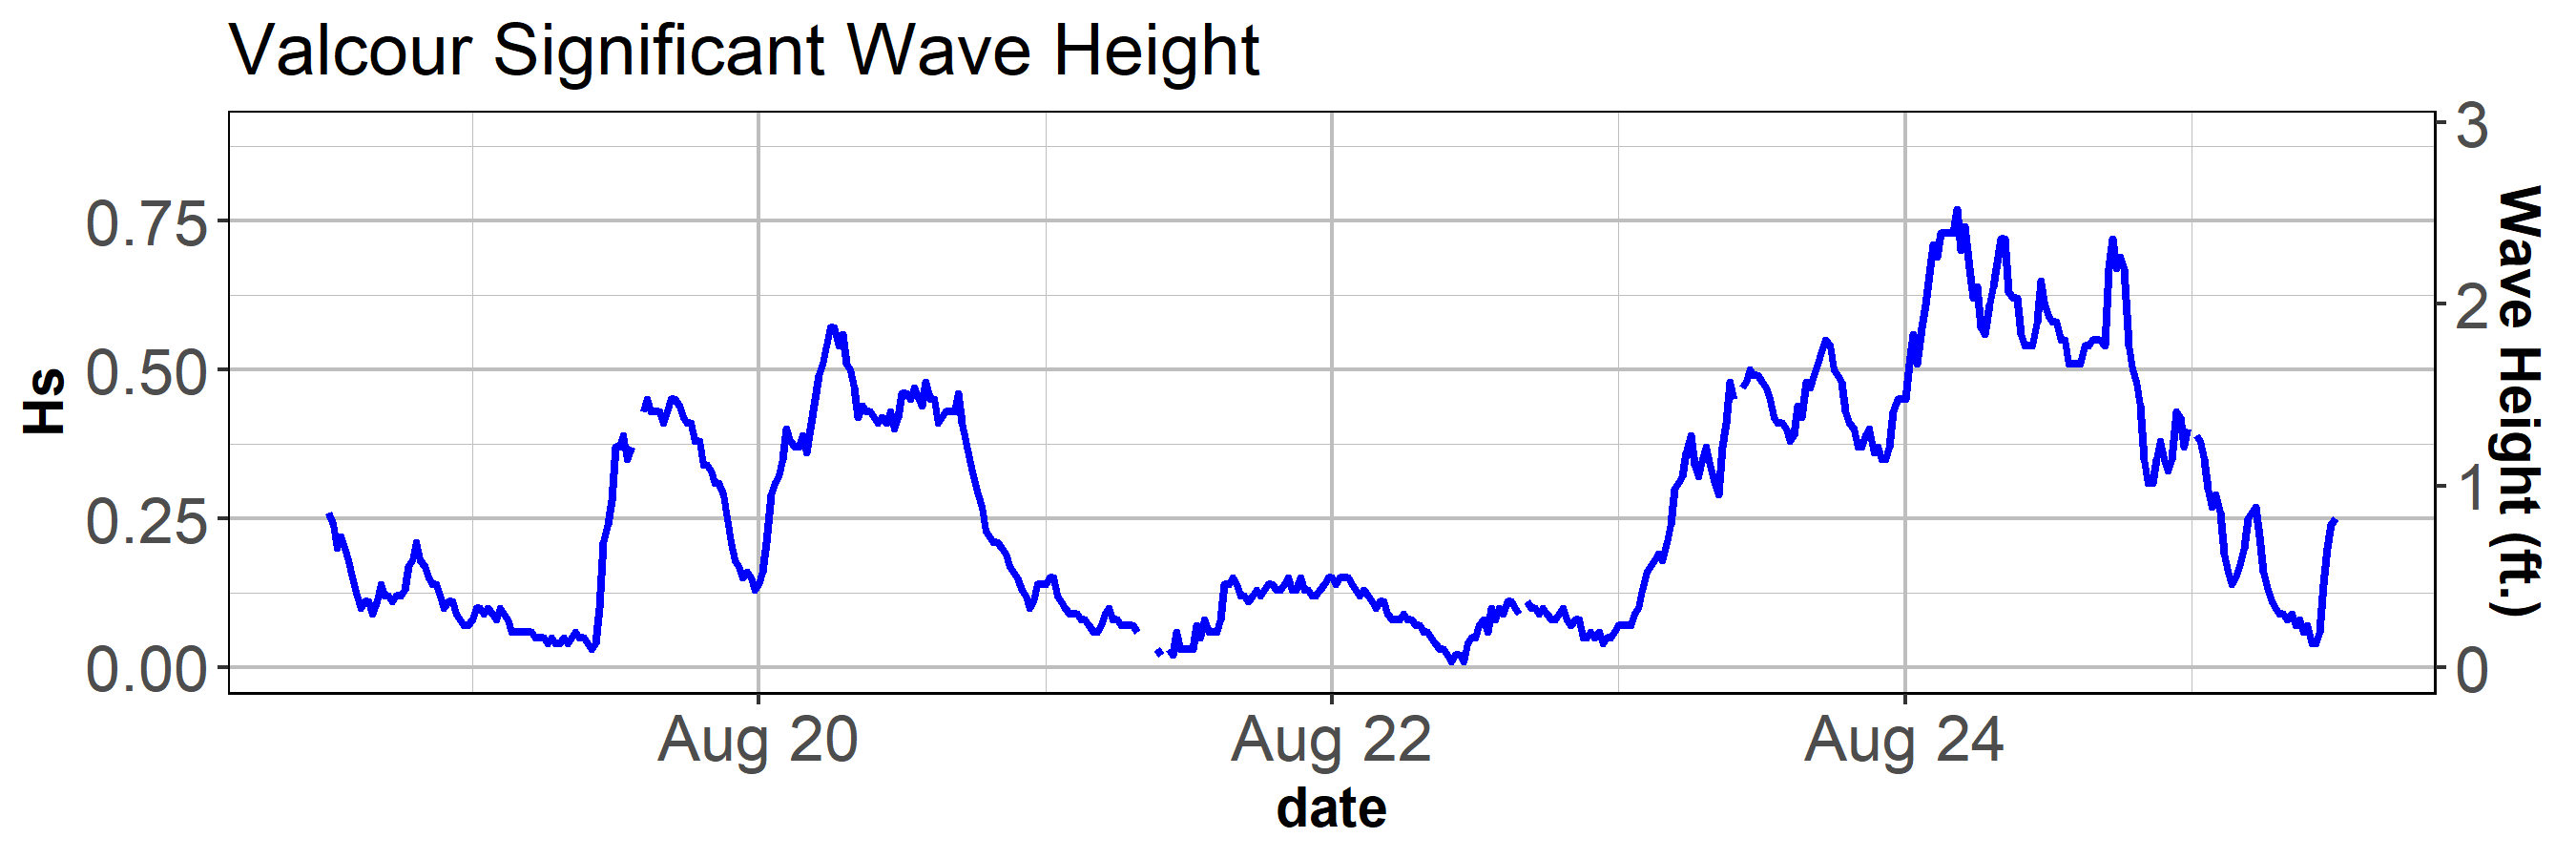 Valcour Significant Wave Height
3
0.75
2
0.50
1
0.25
0.00
0
Hs
Wave Height (ft.)
Aug 20
Aug 22
Aug 24
date